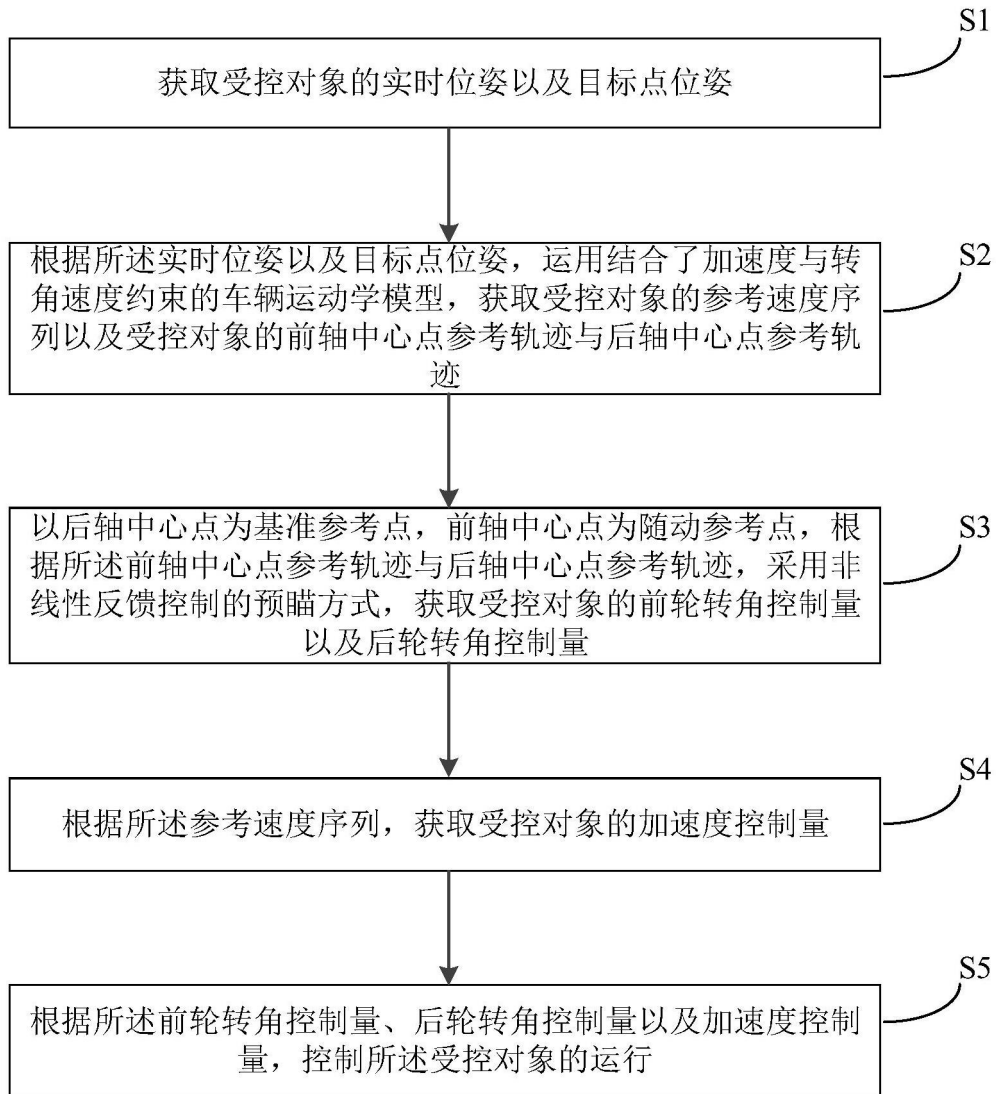 S1
获取受控对象的实时位姿以及目标点位姿
S2
根据所述实时位姿以及目标点位姿，运用结合了加速度与转
角速度约束的车辆运动学模型，获取受控对象的参考速度序
列以及受控对象的前轴中心点参考轨迹与后轴中心点参考轨
迹
S3
以后轴中心点为基准参考点，前轴中心点为随动参考点，根
据所述前轴中心点参考轨迹与后轴中心点参考轨迹，采用非
线性反馈控制的预瞄方式，获取受控对象的前轮转角控制量
以及后轮转角控制量
S4
根据所述参考速度序列，获取受控对象的加速度控制量
S5
根据所述前轮转角控制量、后轮转角控制量以及加速度控制
量，控制所述受控对象的运行